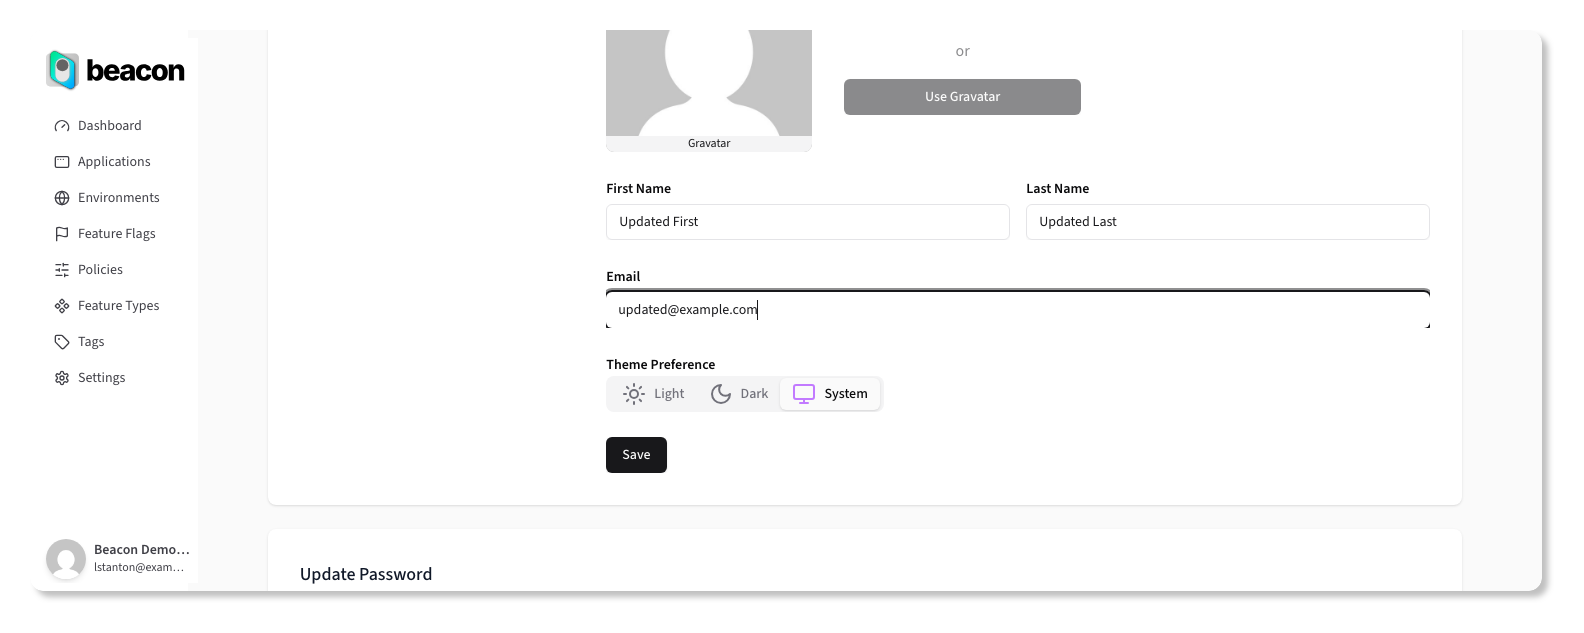 beacon
Dashboard
Applications
Environments
Feature Flags
Policies
Feature Types
Tags
Settings
Beacon Demo...
lstanton@exam...
or
Use Gravatar
Gravatar
First Name
Last Name
Updated First
Updated Last
Email
updated@example.com
Theme Preference
Light
Dark
System
Save
Update Password